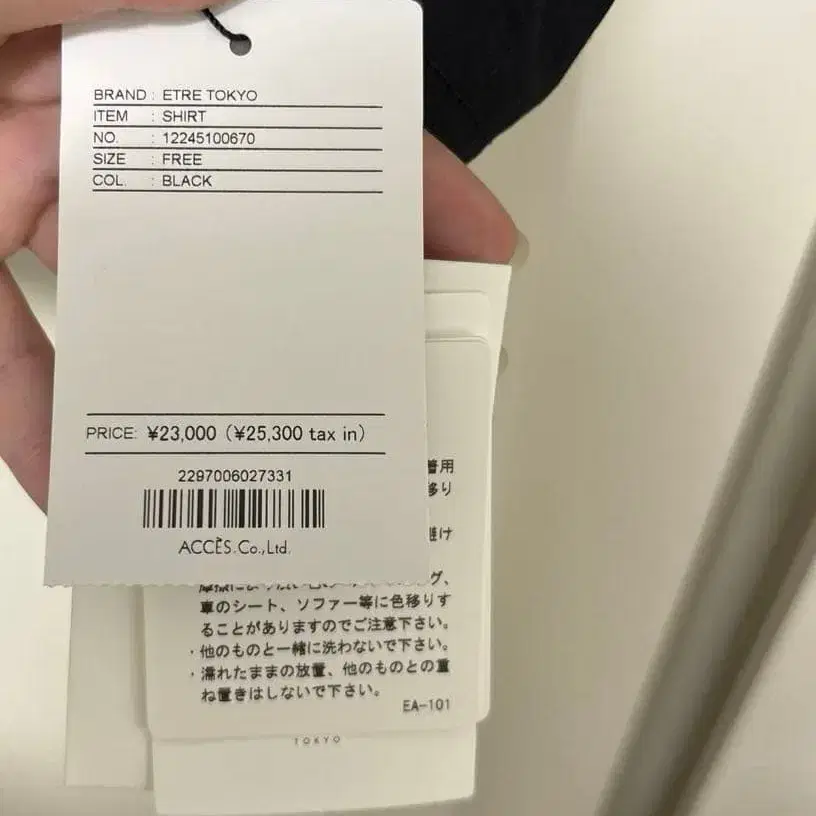 BRAND : ETRE TOKYO
ITEM : SHIRT
NO. : 12245100670
SIZE : FREE
COL. : BLACK
PRICE: ¥23,000 (¥25,300 tax in)
2297006027331
ACCÈS.Co.,Ltd.
着用
移り
避け
グ、
車のシート、ソファー等に色移りす
ることがありますのでご注意下さい。
・他のものと一緒に洗わないで下さい。
・濡れたままの放置、他のものとの重
ね置きはしないで下さい。
EA-101
TOKYO